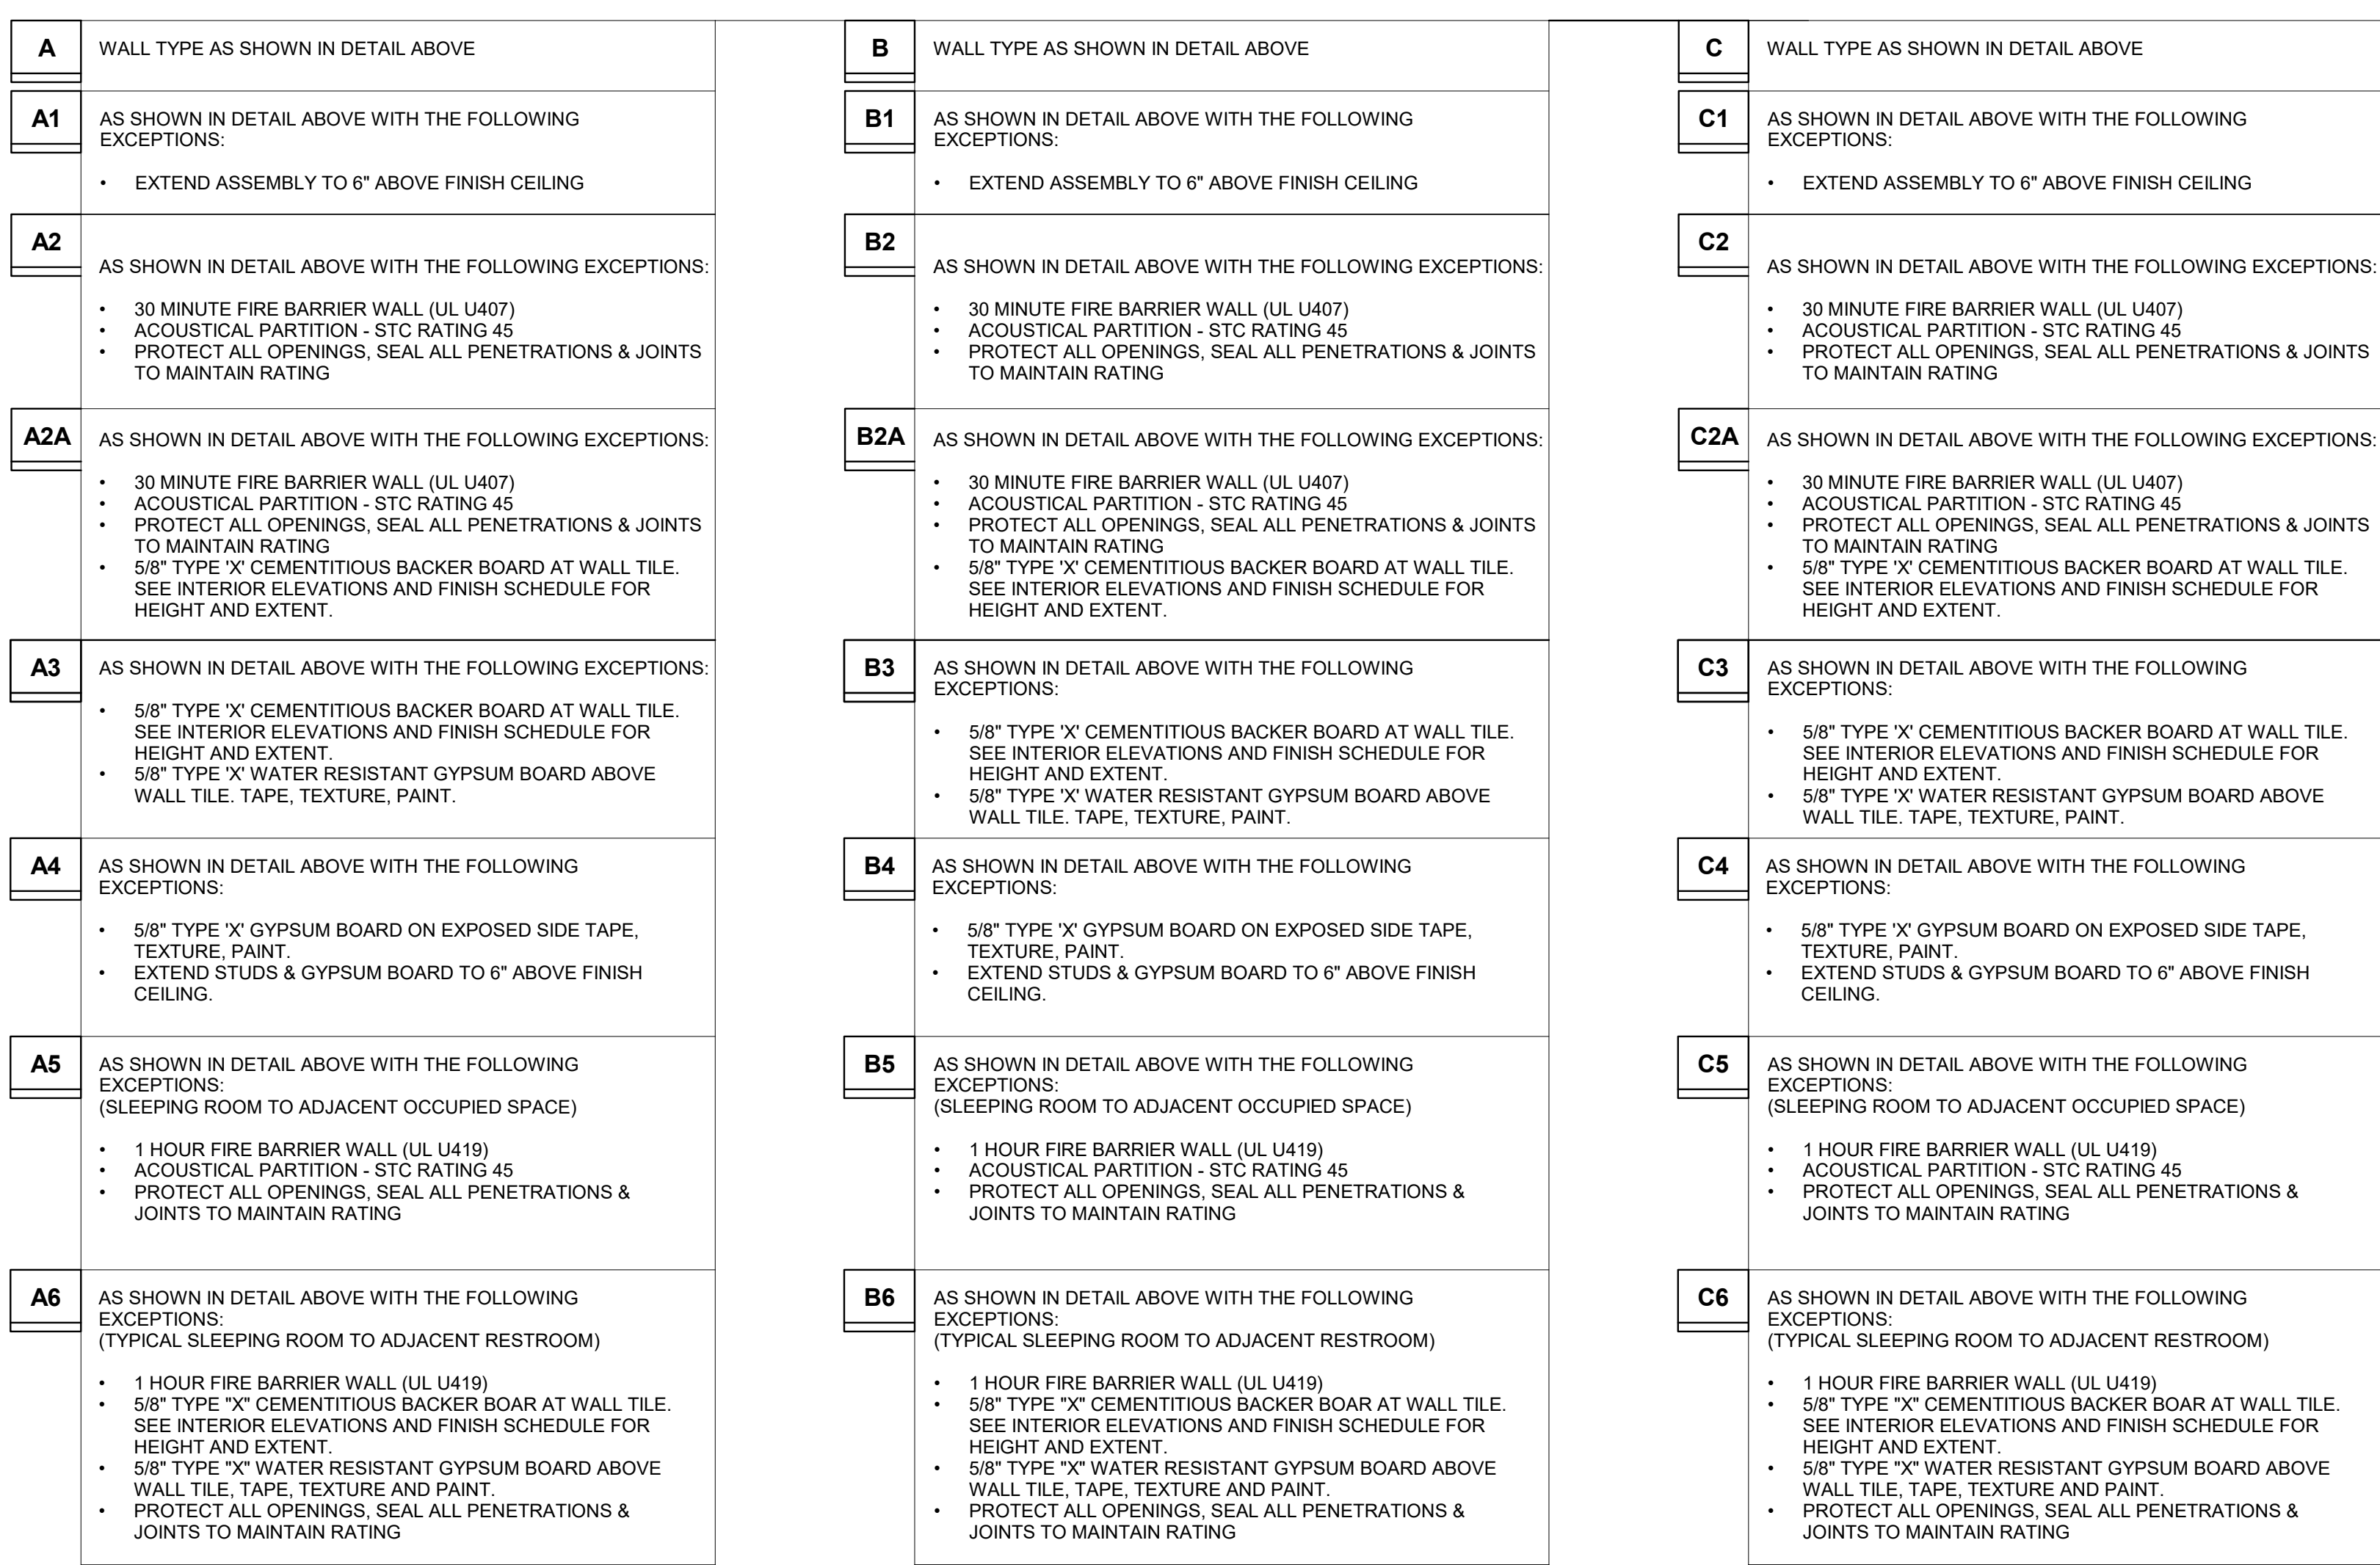 A
WALL TYPE AS SHOWN IN DETAIL ABOVE
A1
AS SHOWN IN DETAIL ABOVE WITH THE FOLLOWING
EXCEPTIONS:
• EXTEND ASSEMBLY TO 6" ABOVE FINISH CEILING
A2
AS SHOWN IN DETAIL ABOVE WITH THE FOLLOWING EXCEPTIONS:
• 30 MINUTE FIRE BARRIER WALL (UL U407)
• ACOUSTICAL PARTITION - STC RATING 45
• PROTECT ALL OPENINGS, SEAL ALL PENETRATIONS & JOINTS
TO MAINTAIN RATING
A2A
AS SHOWN IN DETAIL ABOVE WITH THE FOLLOWING EXCEPTIONS:
• 30 MINUTE FIRE BARRIER WALL (UL U407)
• ACOUSTICAL PARTITION - STC RATING 45
• PROTECT ALL OPENINGS, SEAL ALL PENETRATIONS & JOINTS
TO MAINTAIN RATING
• 5/8" TYPE 'X' CEMENTITIOUS BACKER BOARD AT WALL TILE.
SEE INTERIOR ELEVATIONS AND FINISH SCHEDULE FOR
HEIGHT AND EXTENT.
A3
AS SHOWN IN DETAIL ABOVE WITH THE FOLLOWING EXCEPTIONS:
• 5/8" TYPE 'X' CEMENTITIOUS BACKER BOARD AT WALL TILE.
SEE INTERIOR ELEVATIONS AND FINISH SCHEDULE FOR
HEIGHT AND EXTENT.
• 5/8" TYPE 'X' WATER RESISTANT GYPSUM BOARD ABOVE
WALL TILE. TAPE, TEXTURE, PAINT.
A4
AS SHOWN IN DETAIL ABOVE WITH THE FOLLOWING
EXCEPTIONS:
• 5/8" TYPE 'X' GYPSUM BOARD ON EXPOSED SIDE TAPE,
TEXTURE, PAINT.
• EXTEND STUDS & GYPSUM BOARD TO 6" ABOVE FINISH
CEILING.
A5
AS SHOWN IN DETAIL ABOVE WITH THE FOLLOWING
EXCEPTIONS:
(SLEEPING ROOM TO ADJACENT OCCUPIED SPACE)
• 1 HOUR FIRE BARRIER WALL (UL U419)
• ACOUSTICAL PARTITION - STC RATING 45
• PROTECT ALL OPENINGS, SEAL ALL PENETRATIONS &
JOINTS TO MAINTAIN RATING
A6
AS SHOWN IN DETAIL ABOVE WITH THE FOLLOWING
EXCEPTIONS:
(TYPICAL SLEEPING ROOM TO ADJACENT RESTROOM)
• 1 HOUR FIRE BARRIER WALL (UL U419)
• 5/8" TYPE "X" CEMENTITIOUS BACKER BOAR AT WALL TILE.
SEE INTERIOR ELEVATIONS AND FINISH SCHEDULE FOR
HEIGHT AND EXTENT.
• 5/8" TYPE "X" WATER RESISTANT GYPSUM BOARD ABOVE
WALL TILE, TAPE, TEXTURE AND PAINT.
• PROTECT ALL OPENINGS, SEAL ALL PENETRATIONS &
JOINTS TO MAINTAIN RATING
B
WALL TYPE AS SHOWN IN DETAIL ABOVE
B1
AS SHOWN IN DETAIL ABOVE WITH THE FOLLOWING
EXCEPTIONS:
• EXTEND ASSEMBLY TO 6" ABOVE FINISH CEILING
B2
AS SHOWN IN DETAIL ABOVE WITH THE FOLLOWING EXCEPTIONS:
• 30 MINUTE FIRE BARRIER WALL (UL U407)
• ACOUSTICAL PARTITION - STC RATING 45
• PROTECT ALL OPENINGS, SEAL ALL PENETRATIONS & JOINTS
TO MAINTAIN RATING
B2A
AS SHOWN IN DETAIL ABOVE WITH THE FOLLOWING EXCEPTIONS:
• 30 MINUTE FIRE BARRIER WALL (UL U407)
• ACOUSTICAL PARTITION - STC RATING 45
• PROTECT ALL OPENINGS, SEAL ALL PENETRATIONS & JOINTS
TO MAINTAIN RATING
• 5/8" TYPE 'X' CEMENTITIOUS BACKER BOARD AT WALL TILE.
SEE INTERIOR ELEVATIONS AND FINISH SCHEDULE FOR
HEIGHT AND EXTENT.
B3
AS SHOWN IN DETAIL ABOVE WITH THE FOLLOWING
EXCEPTIONS:
• 5/8" TYPE 'X' CEMENTITIOUS BACKER BOARD AT WALL TILE.
SEE INTERIOR ELEVATIONS AND FINISH SCHEDULE FOR
HEIGHT AND EXTENT.
• 5/8" TYPE 'X' WATER RESISTANT GYPSUM BOARD ABOVE
WALL TILE. TAPE, TEXTURE, PAINT.
B4
AS SHOWN IN DETAIL ABOVE WITH THE FOLLOWING
EXCEPTIONS:
• 5/8" TYPE 'X' GYPSUM BOARD ON EXPOSED SIDE TAPE,
TEXTURE, PAINT.
• EXTEND STUDS & GYPSUM BOARD TO 6" ABOVE FINISH
CEILING.
B5
AS SHOWN IN DETAIL ABOVE WITH THE FOLLOWING
EXCEPTIONS:
(SLEEPING ROOM TO ADJACENT OCCUPIED SPACE)
• 1 HOUR FIRE BARRIER WALL (UL U419)
• ACOUSTICAL PARTITION - STC RATING 45
• PROTECT ALL OPENINGS, SEAL ALL PENETRATIONS &
JOINTS TO MAINTAIN RATING
B6
AS SHOWN IN DETAIL ABOVE WITH THE FOLLOWING
EXCEPTIONS:
(TYPICAL SLEEPING ROOM TO ADJACENT RESTROOM)
• 1 HOUR FIRE BARRIER WALL (UL U419)
• 5/8" TYPE "X" CEMENTITIOUS BACKER BOAR AT WALL TILE.
SEE INTERIOR ELEVATIONS AND FINISH SCHEDULE FOR
HEIGHT AND EXTENT.
• 5/8" TYPE "X" WATER RESISTANT GYPSUM BOARD ABOVE
WALL TILE, TAPE, TEXTURE AND PAINT.
• PROTECT ALL OPENINGS, SEAL ALL PENETRATIONS &
JOINTS TO MAINTAIN RATING
C
WALL TYPE AS SHOWN IN DETAIL ABOVE
C1
AS SHOWN IN DETAIL ABOVE WITH THE FOLLOWING
EXCEPTIONS:
• EXTEND ASSEMBLY TO 6" ABOVE FINISH CEILING
C2
AS SHOWN IN DETAIL ABOVE WITH THE FOLLOWING EXCEPTIONS:
• 30 MINUTE FIRE BARRIER WALL (UL U407)
• ACOUSTICAL PARTITION - STC RATING 45
• PROTECT ALL OPENINGS, SEAL ALL PENETRATIONS & JOINTS
TO MAINTAIN RATING
C2A
AS SHOWN IN DETAIL ABOVE WITH THE FOLLOWING EXCEPTIONS:
• 30 MINUTE FIRE BARRIER WALL (UL U407)
• ACOUSTICAL PARTITION - STC RATING 45
• PROTECT ALL OPENINGS, SEAL ALL PENETRATIONS & JOINTS
TO MAINTAIN RATING
• 5/8" TYPE 'X' CEMENTITIOUS BACKER BOARD AT WALL TILE.
SEE INTERIOR ELEVATIONS AND FINISH SCHEDULE FOR
HEIGHT AND EXTENT.
C3
AS SHOWN IN DETAIL ABOVE WITH THE FOLLOWING
EXCEPTIONS:
• 5/8" TYPE 'X' CEMENTITIOUS BACKER BOARD AT WALL TILE.
SEE INTERIOR ELEVATIONS AND FINISH SCHEDULE FOR
HEIGHT AND EXTENT.
• 5/8" TYPE 'X' WATER RESISTANT GYPSUM BOARD ABOVE
WALL TILE. TAPE, TEXTURE, PAINT.
C4
AS SHOWN IN DETAIL ABOVE WITH THE FOLLOWING
EXCEPTIONS:
• 5/8" TYPE 'X' GYPSUM BOARD ON EXPOSED SIDE TAPE,
TEXTURE, PAINT.
• EXTEND STUDS & GYPSUM BOARD TO 6" ABOVE FINISH
CEILING.
C5
AS SHOWN IN DETAIL ABOVE WITH THE FOLLOWING
EXCEPTIONS:
(SLEEPING ROOM TO ADJACENT OCCUPIED SPACE)
• 1 HOUR FIRE BARRIER WALL (UL U419)
• ACOUSTICAL PARTITION - STC RATING 45
• PROTECT ALL OPENINGS, SEAL ALL PENETRATIONS &
JOINTS TO MAINTAIN RATING
C6
AS SHOWN IN DETAIL ABOVE WITH THE FOLLOWING
EXCEPTIONS:
(TYPICAL SLEEPING ROOM TO ADJACENT RESTROOM)
• 1 HOUR FIRE BARRIER WALL (UL U419)
• 5/8" TYPE "X" CEMENTITIOUS BACKER BOAR AT WALL TILE.
SEE INTERIOR ELEVATIONS AND FINISH SCHEDULE FOR
HEIGHT AND EXTENT.
• 5/8" TYPE "X" WATER RESISTANT GYPSUM BOARD ABOVE
WALL TILE, TAPE, TEXTURE AND PAINT.
• PROTECT ALL OPENINGS, SEAL ALL PENETRATIONS &
JOINTS TO MAINTAIN RATING